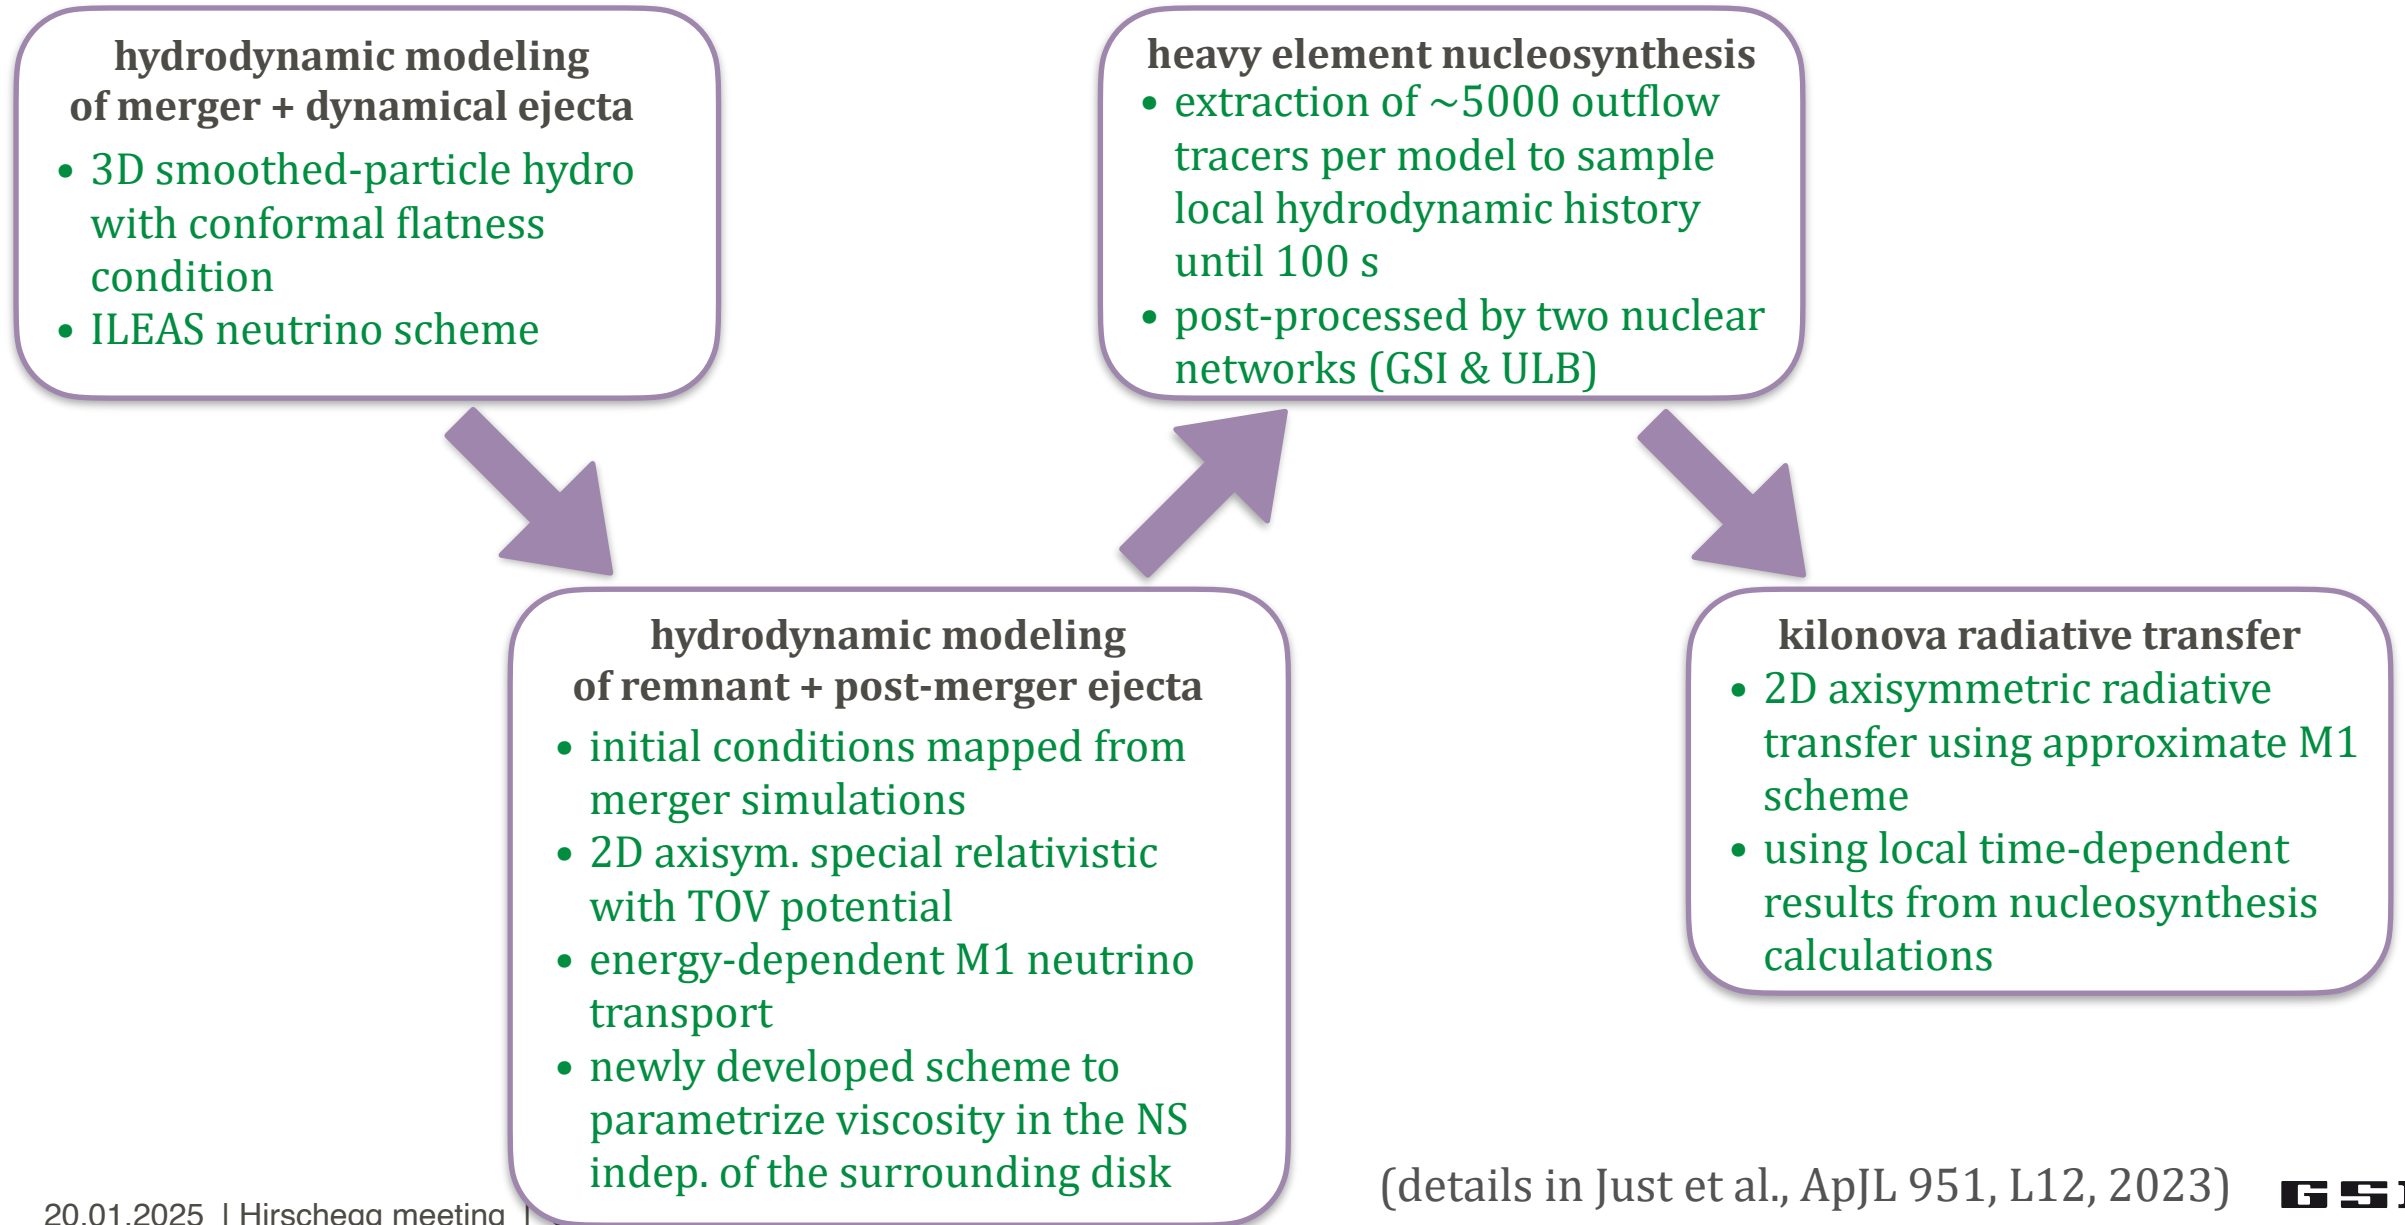 hydrodynamic modeling
of merger + dynamical ejecta
• 3D smoothed-particle hydro
with conformal flatness
condition
• ILEAS neutrino scheme
heavy element nucleosynthesis
• extraction of ~5000 outflow
tracers per model to sample
local hydrodynamic history
until 100 s
• post-processed by two nuclear
networks (GSI & ULB)
hydrodynamic modeling
of remnant + post-merger ejecta
• initial conditions mapped from
merger simulations
• 2D axisym. special relativistic
with TOV potential
• energy-dependent M1 neutrino
transport
• newly developed scheme to
parametrize viscosity in the NS
indep. of the surrounding disk
kilonova radiative transfer
• 2D axisymmetric radiative
transfer using approximate M1
scheme
• using local time-dependent
results from nucleosynthesis
calculations
(details in Just et al., ApJL 951, L12, 2023)
20.01.2025 | Hirschegg meeting |
GSI